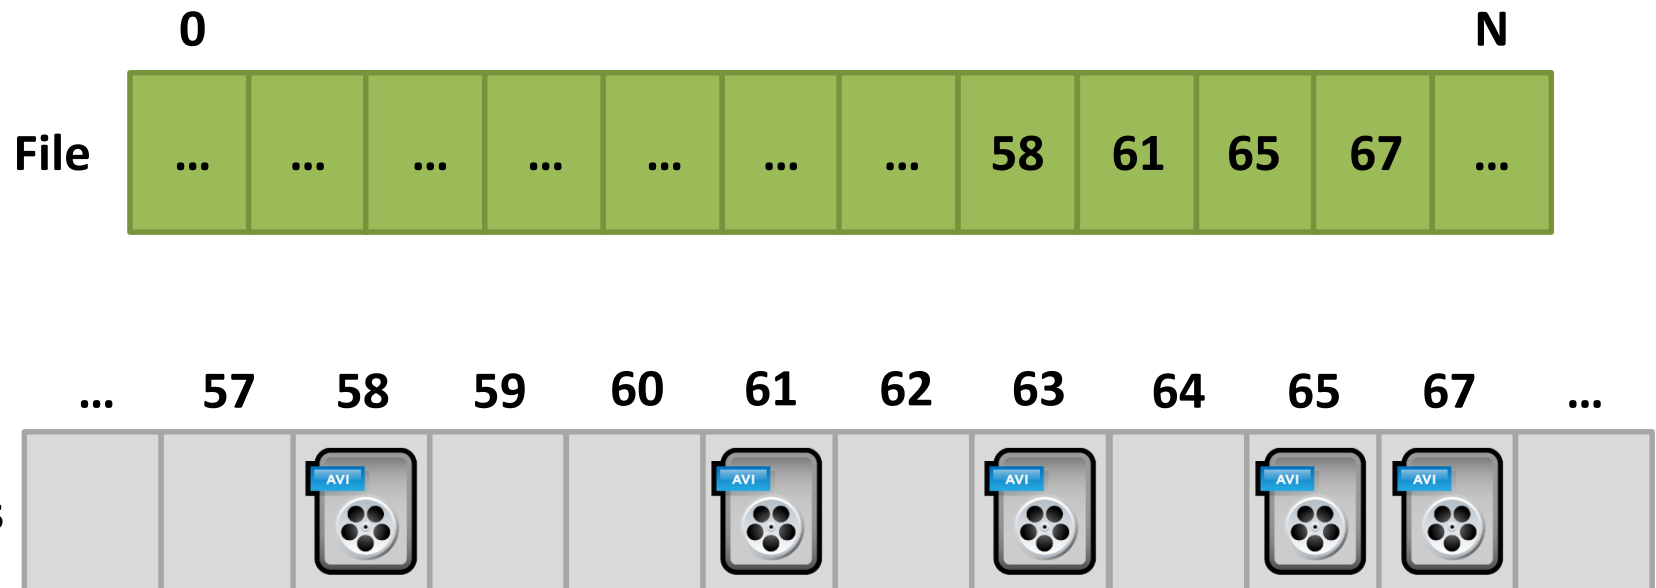 0 N
File ... ... ... ... ... ... ... 58 61 65 67 ...
... 57 58 59 60 61 62 63 64 65 67 ...
AVI AVI AVI AVI AVI